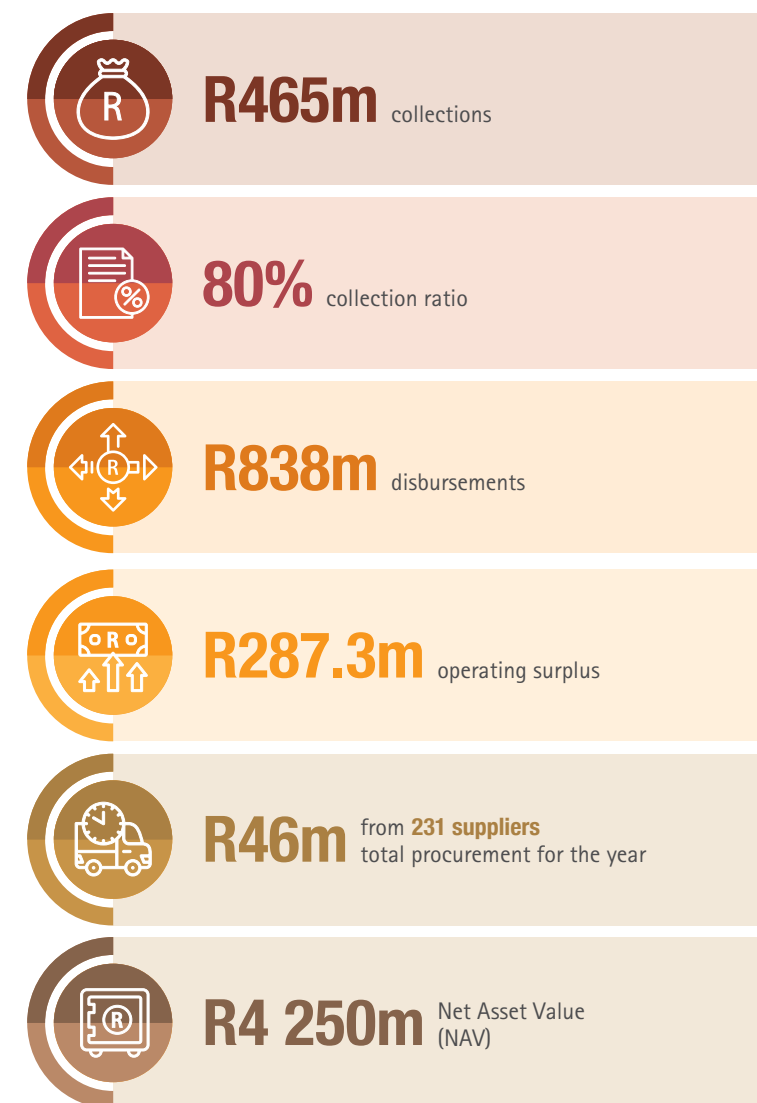 R
R465m collections
80% collection ratio
%
R
R838m disbursements
R
R287.3m operating surplus
R46m from 231 suppliers
total procurement for the year
R
R4 250m Net Asset Value
(NAV)